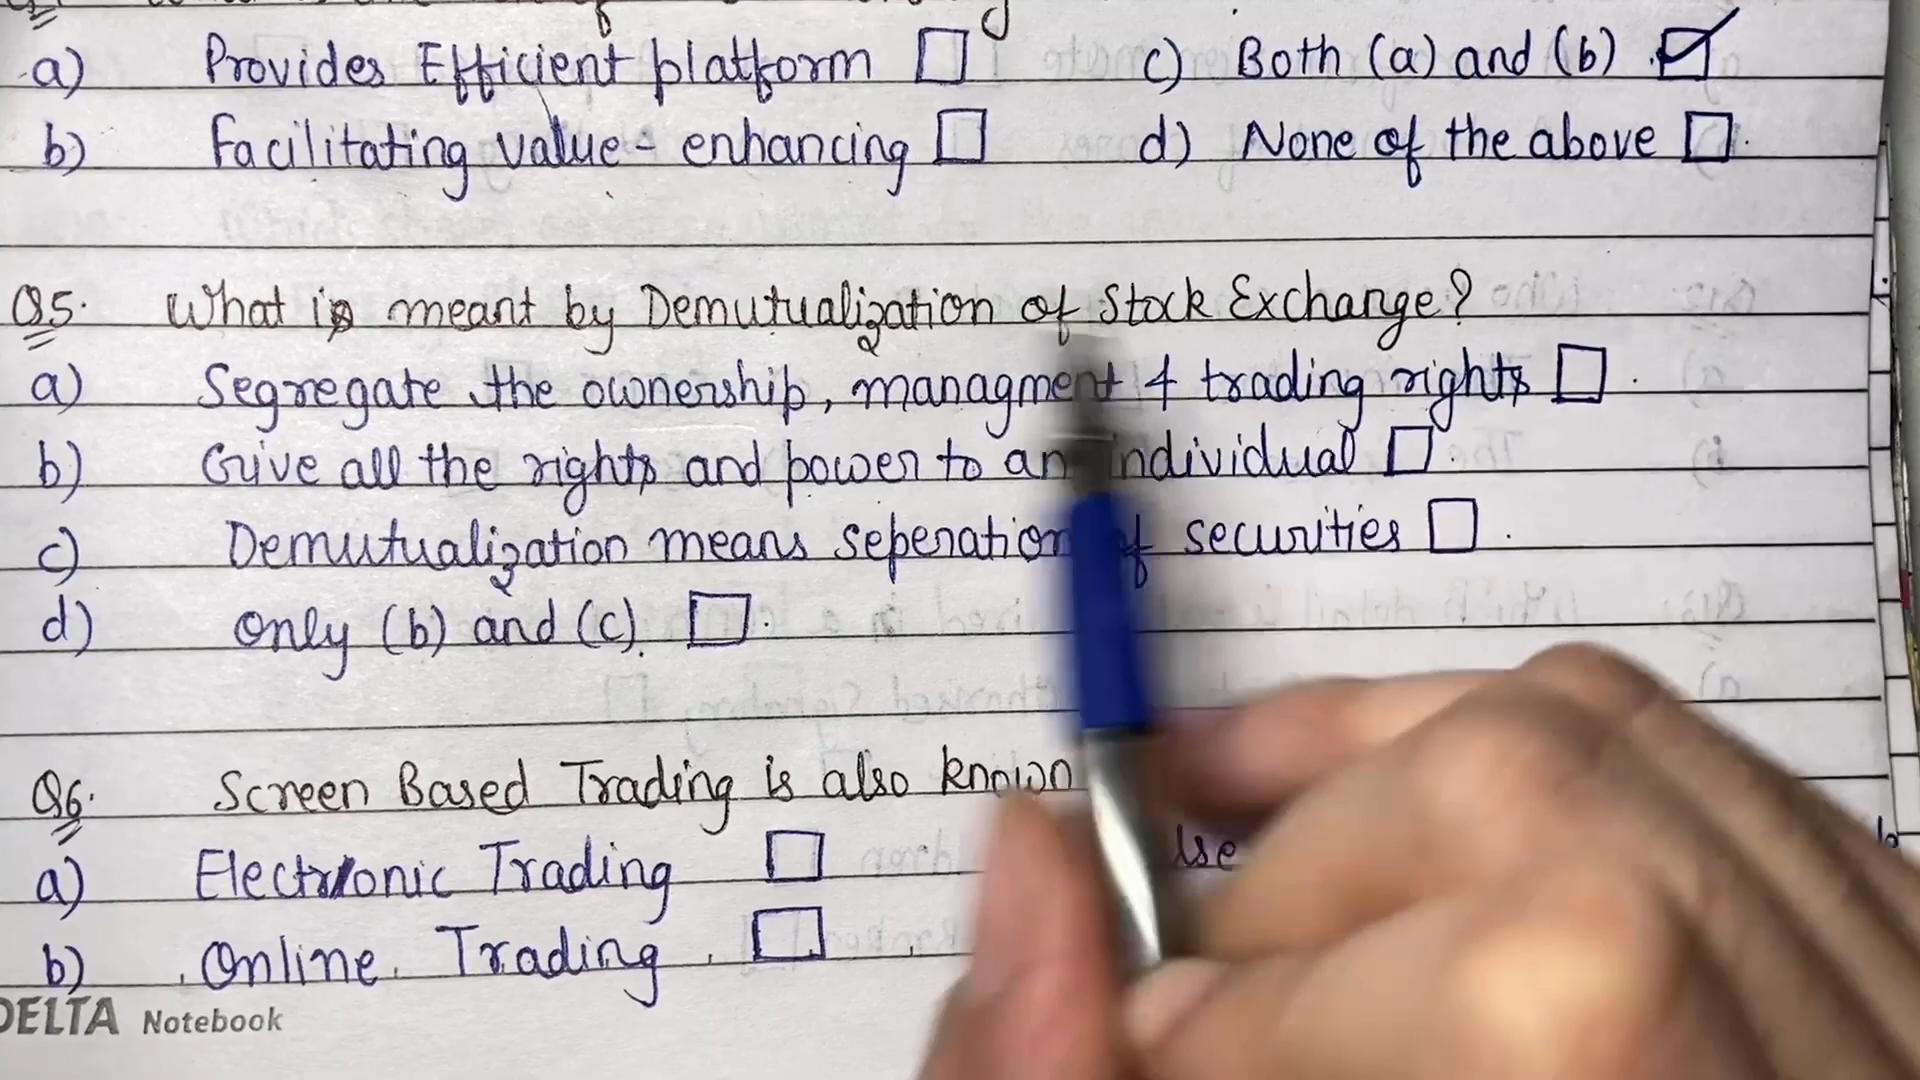 a) Provides Efficient platform c) Both (a) and (b)
b) Facilitating value - enhancing d) None of the above
Q5. What is meant by Demutualization of Stock Exchange?
a) Segregate the ownership, managment & trading rights
b) Give all the rights and power to an individual
c) Demutualization means seperation of securities
d) only (b) and (c).
Q6. Screen Based Trading is also known
a) Electronic Trading
b) Online Trading
DELTA Notebook